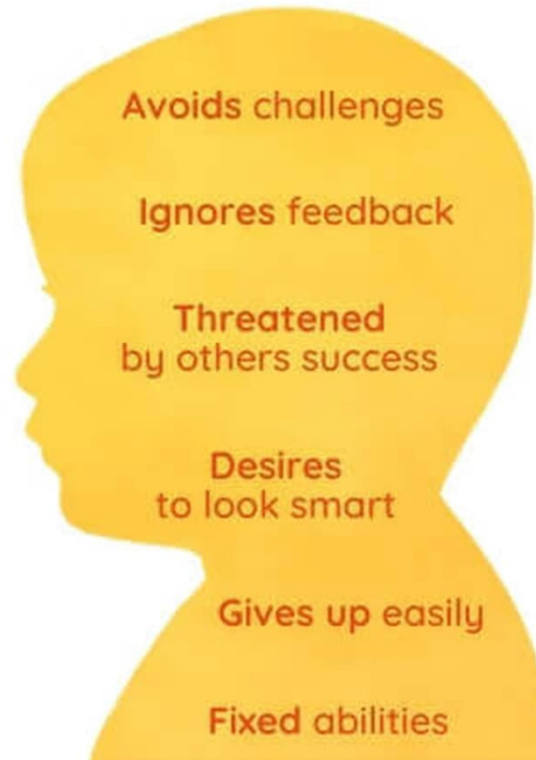 Avoids challenges
Ignores feedback
Threatened
by others success
Desires
to look smart
Gives up easily
Fixed abilities